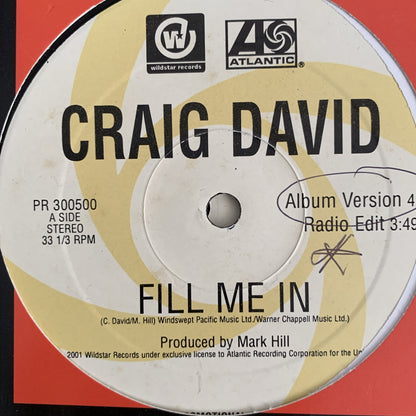 wildstar records
ATLANTIC
®
CRAIG DAVID
PR 300500
A SIDE
STEREO
33 1/3 RPM
Album Version 4
Radio Edit 3:49
FILL ME IN
(C. David/M. Hill) Windswept Pacific Music Ltd./Warner Chappell Music Ltd.)
Produced by Mark Hill
2001 Wildstar Records under exclusive license to Atlantic Recording Corporation for the